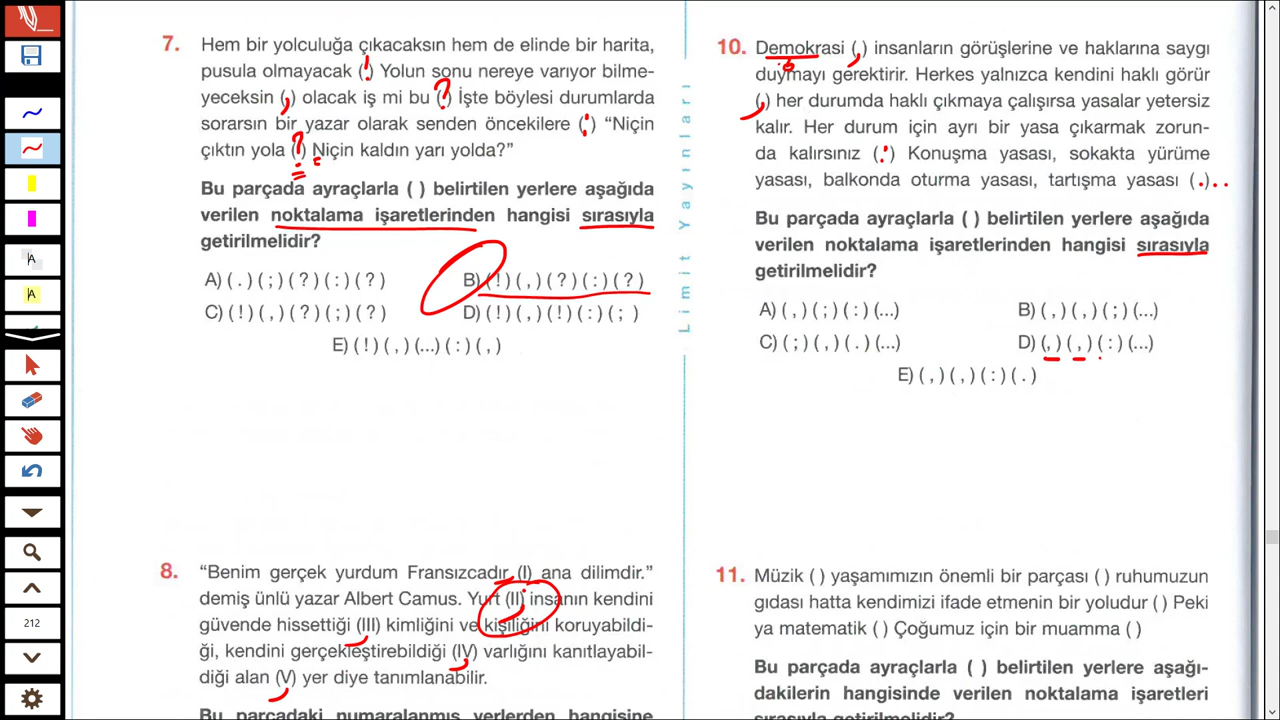 7. Hem bir yolculuğa çıkacaksın hem de elinde bir harita,
pusula olmayacak (!) Yolun sonu nereye varıyor bilme-
yeceksin (,) olacak iş mi bu (?) İşte böylesi durumlarda
sorarsın bir yazar olarak senden öncekilere (:) “Niçin
çıktın yola (?) Niçin kaldın yarı yolda?”
Bu parçada ayraçlarla ( ) belirtilen yerlere aşağıda
verilen noktalama işaretlerinden hangisi sırasıyla
getirilmelidir?
A) ( . ) ( ; ) ( ? ) ( : ) ( ? )
B) ( ! ) ( , ) ( ? ) ( : ) ( ? )
C) ( ! ) ( , ) ( ? ) ( ; ) ( ? )
D) ( ! ) ( , ) ( ! ) ( : ) ( ; )
E) ( ! ) ( , ) (...) ( : ) ( , )
8. “Benim gerçek yurdum Fransızcadır (I) ana dilimdir.”
demiş ünlü yazar Albert Camus. Yurt (II) insanın kendini
güvende hissettiği (III) kimliğini ve kişiliğini koruyabildi-
ği, kendini gerçekleştirebildiği (IV) varlığını kanıtlayabil-
diği alan (V) yer diye tanımlanabilir.
Bu parçadaki numaralanmış yerlerden hangisine
Limit Yayınları
10. Demokrasi (,) insanların görüşlerine ve haklarına saygı
duymayı gerektirir. Herkes yalnızca kendini haklı görür
(,) her durumda haklı çıkmaya çalışırsa yasalar yetersiz
kalır. Her durum için ayrı bir yasa çıkarmak zorun-
da kalırsınız (:) Konuşma yasası, sokakta yürüme
yasası, balkonda oturma yasası, tartışma yasası (...)
Bu parçada ayraçlarla ( ) belirtilen yerlere aşağıda
verilen noktalama işaretlerinden hangisi sırasıyla
getirilmelidir?
A) ( , ) ( ; ) ( : ) (...)
B) ( , ) ( , ) ( ; ) (...)
C) ( ; ) ( , ) ( . ) (...)
D) ( , ) ( , ) ( : ) (...)
E) ( , ) ( , ) ( : ) ( . )
11. Müzik ( ) yaşamımızın önemli bir parçası ( ) ruhumuzun
gıdası hatta kendimizi ifade etmenin bir yoludur ( ) Peki
ya matematik ( ) Çoğumuz için bir muamma ( )
Bu parçada ayraçlarla ( ) belirtilen yerlere aşağı-
dakilerin hangisinde verilen noktalama işaretleri
sırasıyla getirilmelidir?
A
A
212